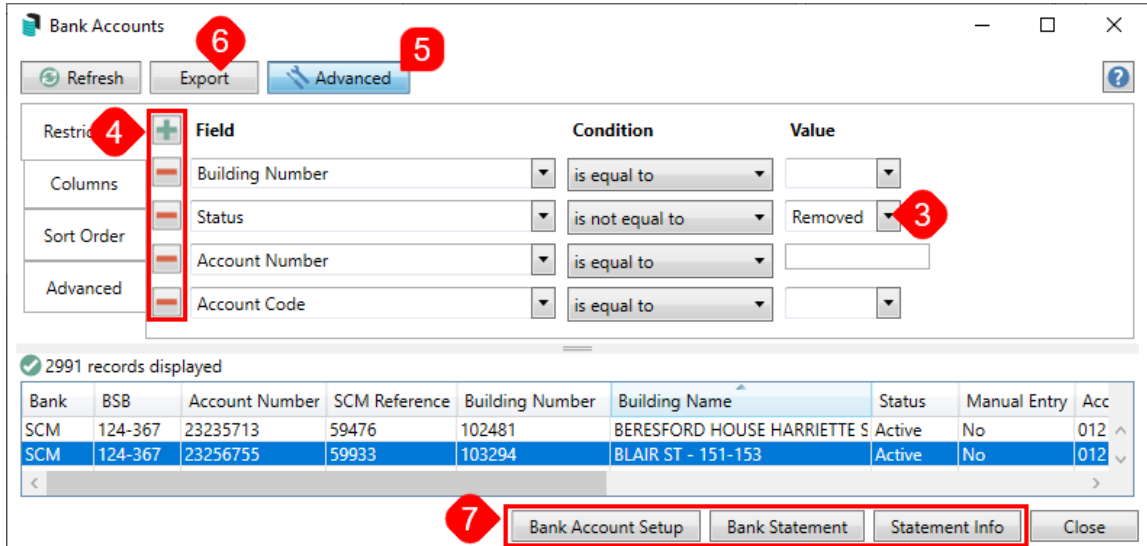 Bank Accounts
6
5
Refresh Export Advanced ?
4
Field Condition Value
Building Number is equal to
Columns
Status is not equal to Removed 3
Sort Order
Account Number is equal to
Advanced
Account Code is equal to
2991 records displayed
Bank BSB Account Number SCM Reference Building Number Building Name Status Manual Entry Acc
SCM 124-367 23235713 59476 102481 BERESFORD HOUSE HARRIETTE S Active No 012
SCM 124-367 23256755 59933 103294 BLAIR ST - 151-153 Active No 012
7 Bank Account Setup Bank Statement Statement Info Close